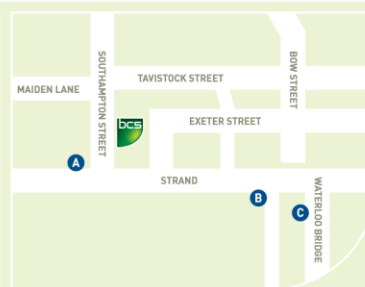 SOUTHAMPTON STREET
BOW STREET
TAVISTOCK STREET
MAIDEN LANE
bcs
EXETER STREET
A
STRAND
B
C
WATERLOO BRIDGE